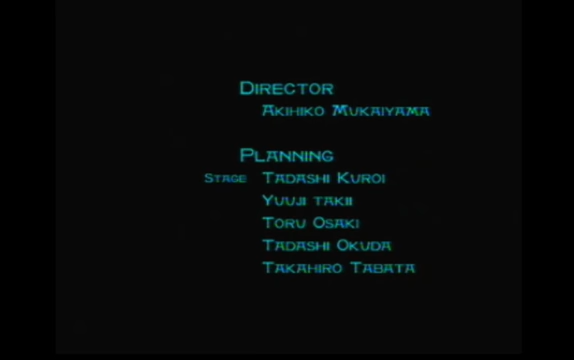 DIRECTOR
AKIHIKO MUKAIYAMA
PLANNING
STAGE TADASHI KUROI
YUUJI TAKII
TORU OSAKI
TADASHI OKUDA
TAKAHIRO TABATA